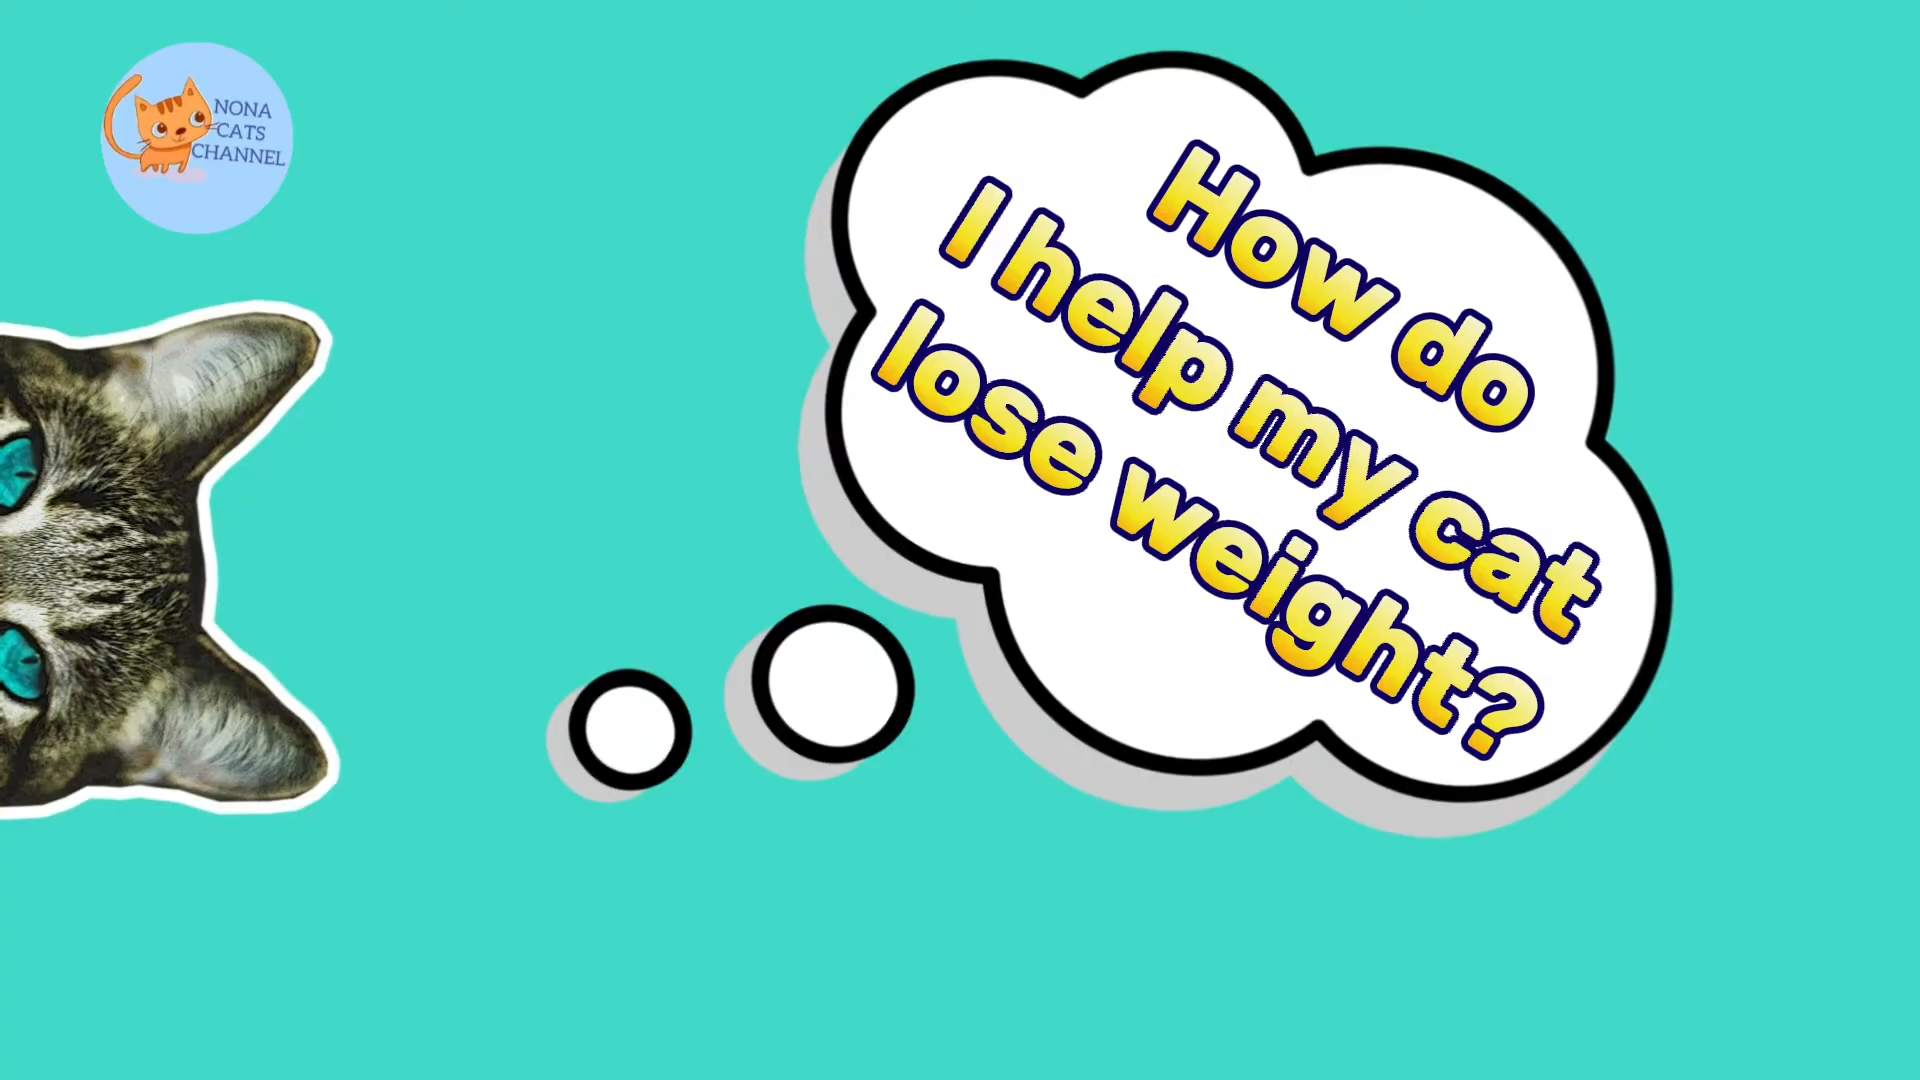 NONA
CATS
CHANNEL
How do
I help my cat
lose weight?